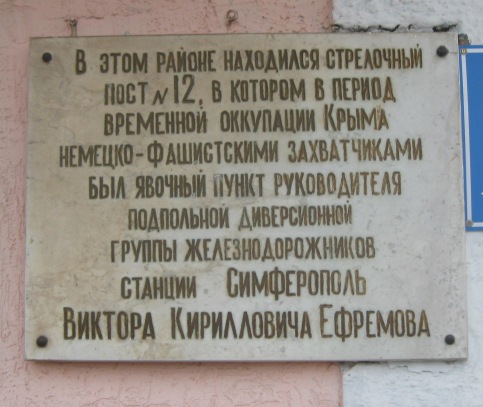 В ЭТОМ РАЙОНЕ НАХОДИЛСЯ СТРЕЛОЧНЫЙ
ПОСТ № 12, В КОТОРОМ В ПЕРИОД
ВРЕМЕННОЙ ОККУПАЦИИ КРЫМА
НЕМЕЦКО-ФАШИСТСКИМИ ЗАХВАТЧИКАМИ
БЫЛ ЯВОЧНЫЙ ПУНКТ РУКОВОДИТЕЛЯ
ПОДПОЛЬНОЙ ДИВЕРСИОННОЙ
ГРУППЫ ЖЕЛЕЗНОДОРОЖНИКОВ
СТАНЦИИ СИМФЕРОПОЛЬ
ВИКТОРА КИРИЛЛОВИЧА ЕФРЕМОВА